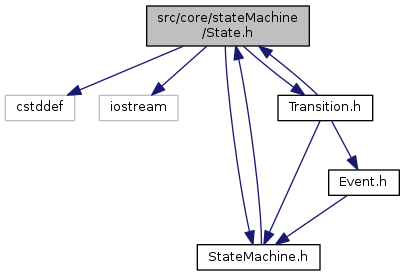 src/core/stateMachine
/State.h
cstddef
iostream
Transition.h
Event.h
StateMachine.h